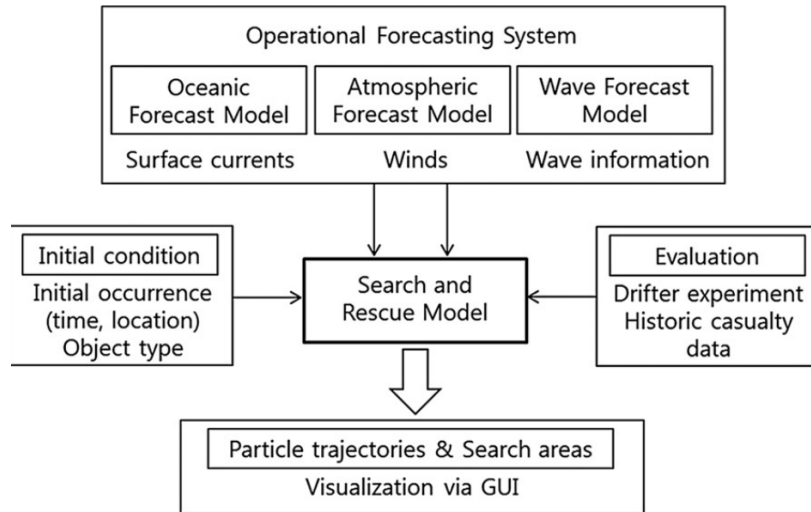 Operational Forecasting System
Oceanic
Forecast Model
Atmospheric
Forecast Model
Wave Forecast
Model
Surface currents
Winds
Wave information
Initial condition
Initial occurrence
(time, location)
Object type
Search and
Rescue Model
Evaluation
Drifter experiment
Historic casualty
data
Particle trajectories & Search areas
Visualization via GUI